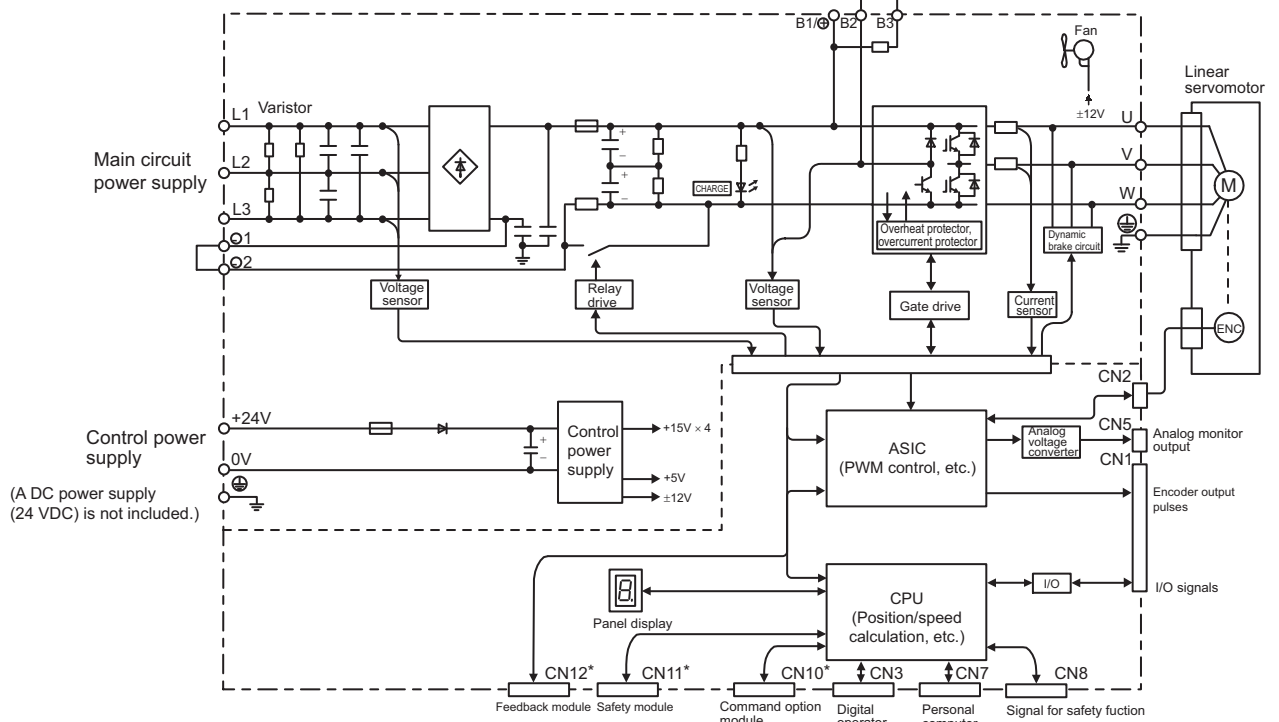 B1/⊕ B2 B3
Fan
±12V
Linear
servomotor
Varistor
L1
L2
L3
⊖1
⊖2
Main circuit
power supply
+
–
+
–
CHARGE
Overheat protector,
overcurrent protector
U
V
W
M
ENC
Dynamic
brake circuit
Voltage
sensor
Relay
drive
Voltage
sensor
Gate drive
Current
sensor
Control power
supply
(A DC power supply
(24 VDC) is not included.)
+24V
0V
+
–
Control
power
supply
+15V × 4
+5V
±12V
ASIC
(PWM control, etc.)
Analog
voltage
converter
CN2
CN5
Analog monitor
output
CN1
Encoder output
pulses
I/O
I/O signals
8.
Panel display
CPU
(Position/speed
calculation, etc.)
CN12*
CN11*
CN10*
CN3
CN7
CN8
Feedback module
Safety module
Command option
module
Digital
operator
Personal
computer
Signal for safety fuction